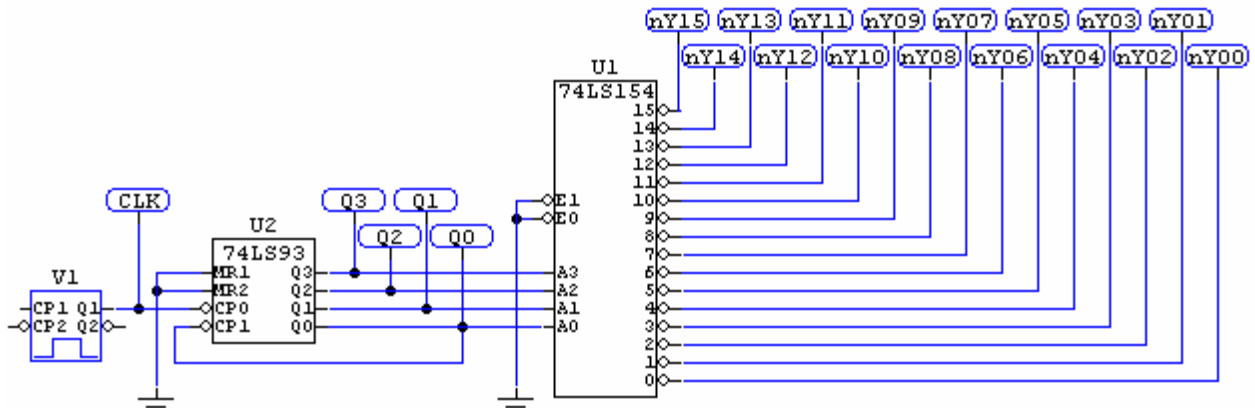 nY15 nY13 nY11 nY09 nY07 nY05 nY03 nY01
nY14 nY12 nY10 nY08 nY06 nY04 nY02 nY00
U1
74LS154
15
14
13
12
11
10
9
8
7
6
5
4
3
2
1
0
E1
E0
A3
A2
A1
A0
CLK
Q3 Q1
Q2 Q0
U2
74LS93
MR1 Q3
MR2 Q2
CP0 Q1
CP1 Q0
V1
CP1 Q1
CP2 Q2